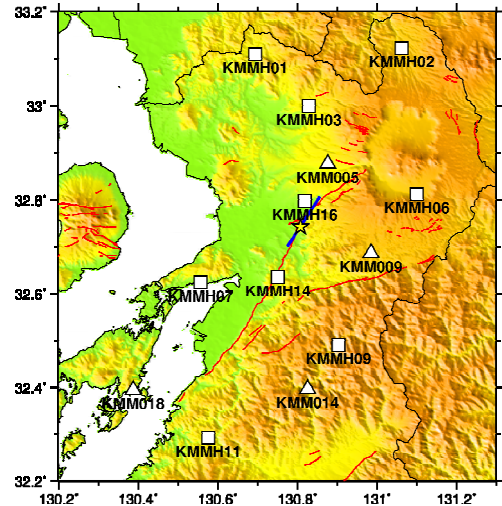 33.2˚
KMMH02
KMMH01
33˚
KMMH03
KMM005
32.8˚
KMMH16
KMMH06
KMM009
32.6˚
KMMH07
KMMH14
KMMH09
32.4˚
KMM018
KMM014
KMMH11
32.2˚
130.2˚
130.4˚
130.6˚
130.8˚
131˚
131.2˚